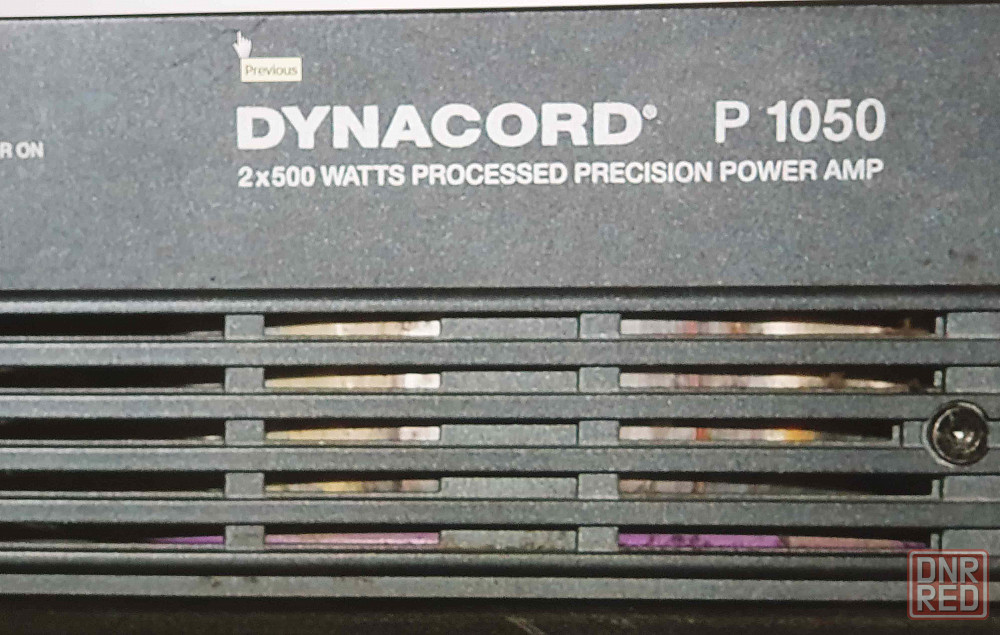 Previous
DYNACORD® P 1050
R ON
2x500 WATTS PROCESSED PRECISION POWER AMP
DNR
RED